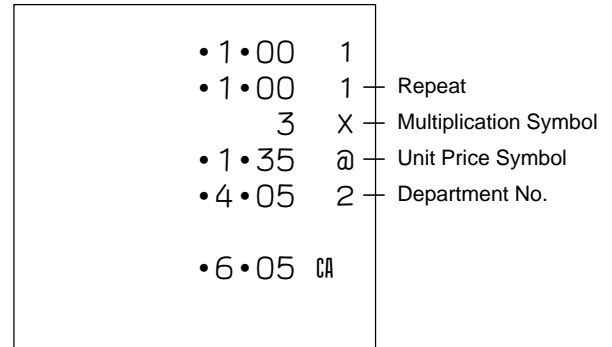 •1•00 1
•1•00 1 Repeat
3 X Multiplication Symbol
•1•35 @ Unit Price Symbol
•4•05 2 Department No.
•6•05 CA